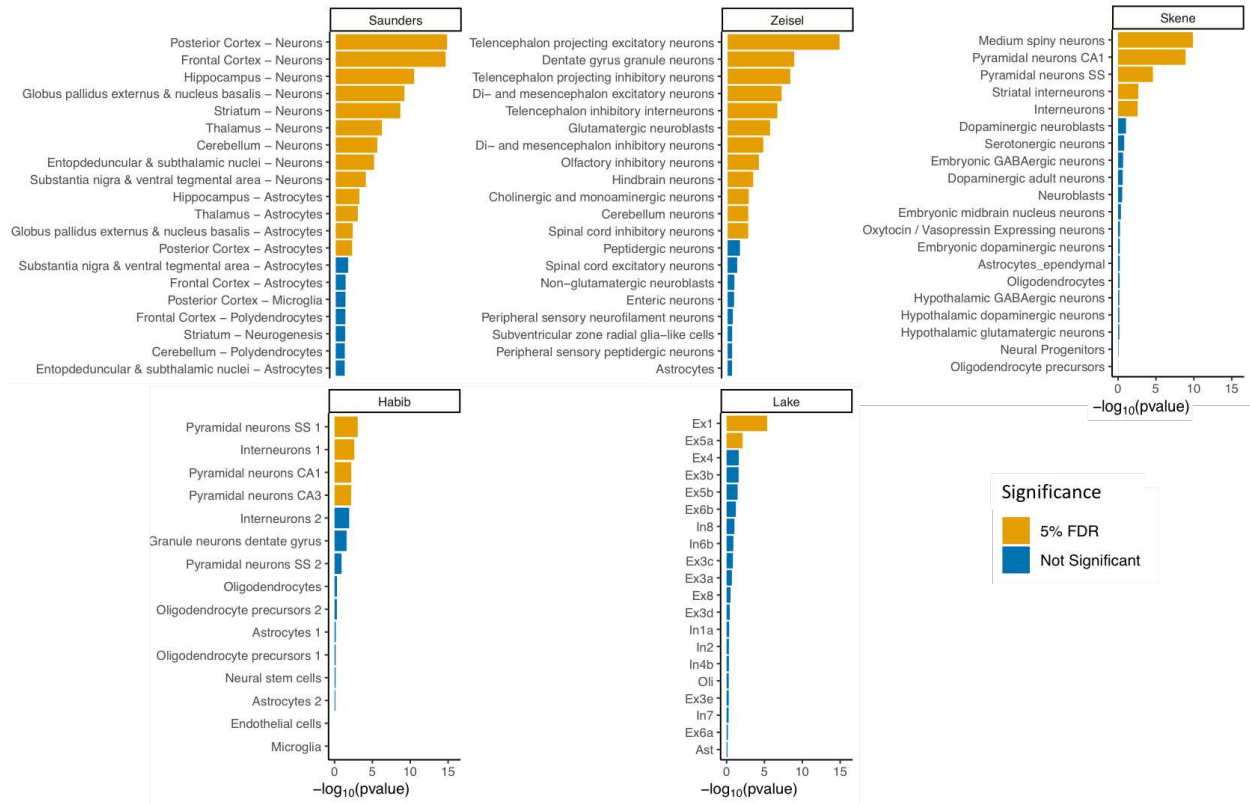 Saunders
Posterior Cortex − Neurons
Frontal Cortex − Neurons
Hippocampus − Neurons
Globus pallidus externus & nucleus basalis − Neurons
Striatum − Neurons
Thalamus − Neurons
Cerebellum − Neurons
Entopdeduncular & subthalamic nuclei − Neurons
Substantia nigra & ventral tegmental area − Neurons
Hippocampus − Astrocytes
Thalamus − Astrocytes
Globus pallidus externus & nucleus basalis − Astrocytes
Posterior Cortex − Astrocytes
Substantia nigra & ventral tegmental area − Astrocytes
Frontal Cortex − Astrocytes
Posterior Cortex − Microglia
Frontal Cortex − Polydendrocytes
Striatum − Neurogenesis
Cerebellum − Polydendrocytes
Entopdeduncular & subthalamic nuclei − Astrocytes
Zeisel
Telencephalon projecting excitatory neurons
Dentate gyrus granule neurons
Telencephalon projecting inhibitory neurons
Di− and mesencephalon excitatory neurons
Telencephalon inhibitory interneurons
Glutamatergic neuroblasts
Di− and mesencephalon inhibitory neurons
Olfactory inhibitory neurons
Hindbrain neurons
Cholinergic and monoaminergic neurons
Cerebellum neurons
Spinal cord inhibitory neurons
Peptidergic neurons
Spinal cord excitatory neurons
Non−glutamatergic neuroblasts
Enteric neurons
Peripheral sensory neurofilament neurons
Subventricular zone radial glia−like cells
Peripheral sensory peptidergic neurons
Astrocytes
Skene
Medium spiny neurons
Pyramidal neurons CA1
Pyramidal neurons SS
Striatal interneurons
Interneurons
Dopaminergic neuroblasts
Serotonergic neurons
Embryonic GABAergic neurons
Dopaminergic adult neurons
Neuroblasts
Embryonic midbrain nucleus neurons
Oxytocin / Vasopressin Expressing neurons
Embryonic dopaminergic neurons
Astrocytes_ependymal
Oligodendrocytes
Hypothalamic GABAergic neurons
Hypothalamic dopaminergic neurons
Hypothalamic glutamatergic neurons
Neural Progenitors
Oligodendrocyte precursors
0 5 10 15
−log10(pvalue)
Habib
Pyramidal neurons SS 1
Interneurons 1
Pyramidal neurons CA1
Pyramidal neurons CA3
Interneurons 2
Granule neurons dentate gyrus
Pyramidal neurons SS 2
Oligodendrocytes
Oligodendrocyte precursors 2
Astrocytes 1
Oligodendrocyte precursors 1
Neural stem cells
Astrocytes 2
Endothelial cells
Microglia
0 5 10 15
−log10(pvalue)
Lake
Ex1
Ex5a
Ex4
Ex3b
Ex5b
Ex6b
In8
In6b
Ex3c
Ex3a
Ex8
Ex3d
In1a
In2
In4b
Oli
Ex3e
In7
Ex6a
Ast
0 5 10 15
−log10(pvalue)
Significance
5% FDR
Not Significant